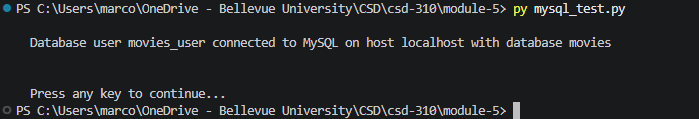 PS C:\Users\marco\OneDrive - Bellevue University\CSD\csd-310\module-5> py mysql_test.py
Database user movies_user connected to MySQL on host localhost with database movies
Press any key to continue...
PS C:\Users\marco\OneDrive - Bellevue University\CSD\csd-310\module-5>